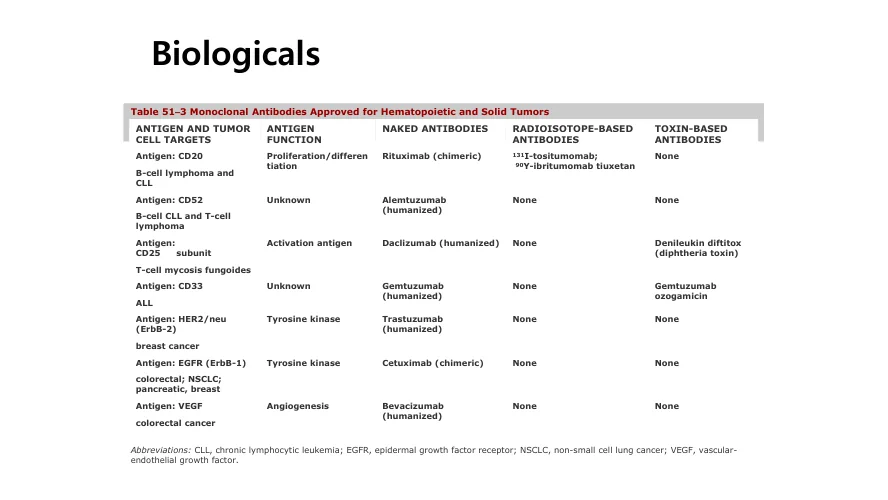 Biologicals
Table 51–3 Monoclonal Antibodies Approved for Hematopoietic and Solid Tumors
ANTIGEN AND TUMOR
CELL TARGETS
ANTIGEN
FUNCTION
NAKED ANTIBODIES
RADIOISOTOPE-BASED
ANTIBODIES
TOXIN-BASED
ANTIBODIES
Antigen: CD20
B-cell lymphoma and
CLL
Proliferation/differen
tiation
Rituximab (chimeric)
¹³¹I-tositumomab;
⁹⁰Y-ibritumomab tiuxetan
None
Antigen: CD52
B-cell CLL and T-cell
lymphoma
Unknown
Alemtuzumab
(humanized)
None
None
Antigen:
CD25 subunit
T-cell mycosis fungoides
Activation antigen
Daclizumab (humanized)
None
Denileukin diftitox
(diphtheria toxin)
Antigen: CD33
ALL
Unknown
Gemtuzumab
(humanized)
None
Gemtuzumab
ozogamicin
Antigen: HER2/neu
(ErbB-2)
breast cancer
Tyrosine kinase
Trastuzumab
(humanized)
None
None
Antigen: EGFR (ErbB-1)
colorectal; NSCLC;
pancreatic, breast
Tyrosine kinase
Cetuximab (chimeric)
None
None
Antigen: VEGF
colorectal cancer
Angiogenesis
Bevacizumab
(humanized)
None
None
Abbreviations: CLL, chronic lymphocytic leukemia; EGFR, epidermal growth factor receptor; NSCLC, non-small cell lung cancer; VEGF, vascular-
endothelial growth factor.